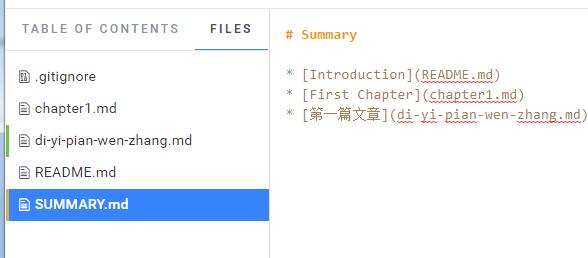 TABLE OF CONTENTS FILES
.gitignore
chapter1.md
di-yi-pian-wen-zhang.md
README.md
SUMMARY.md
# Summary
* [Introduction](README.md)
* [First Chapter](chapter1.md)
* [第一篇文章](di-yi-pian-wen-zhang.md)